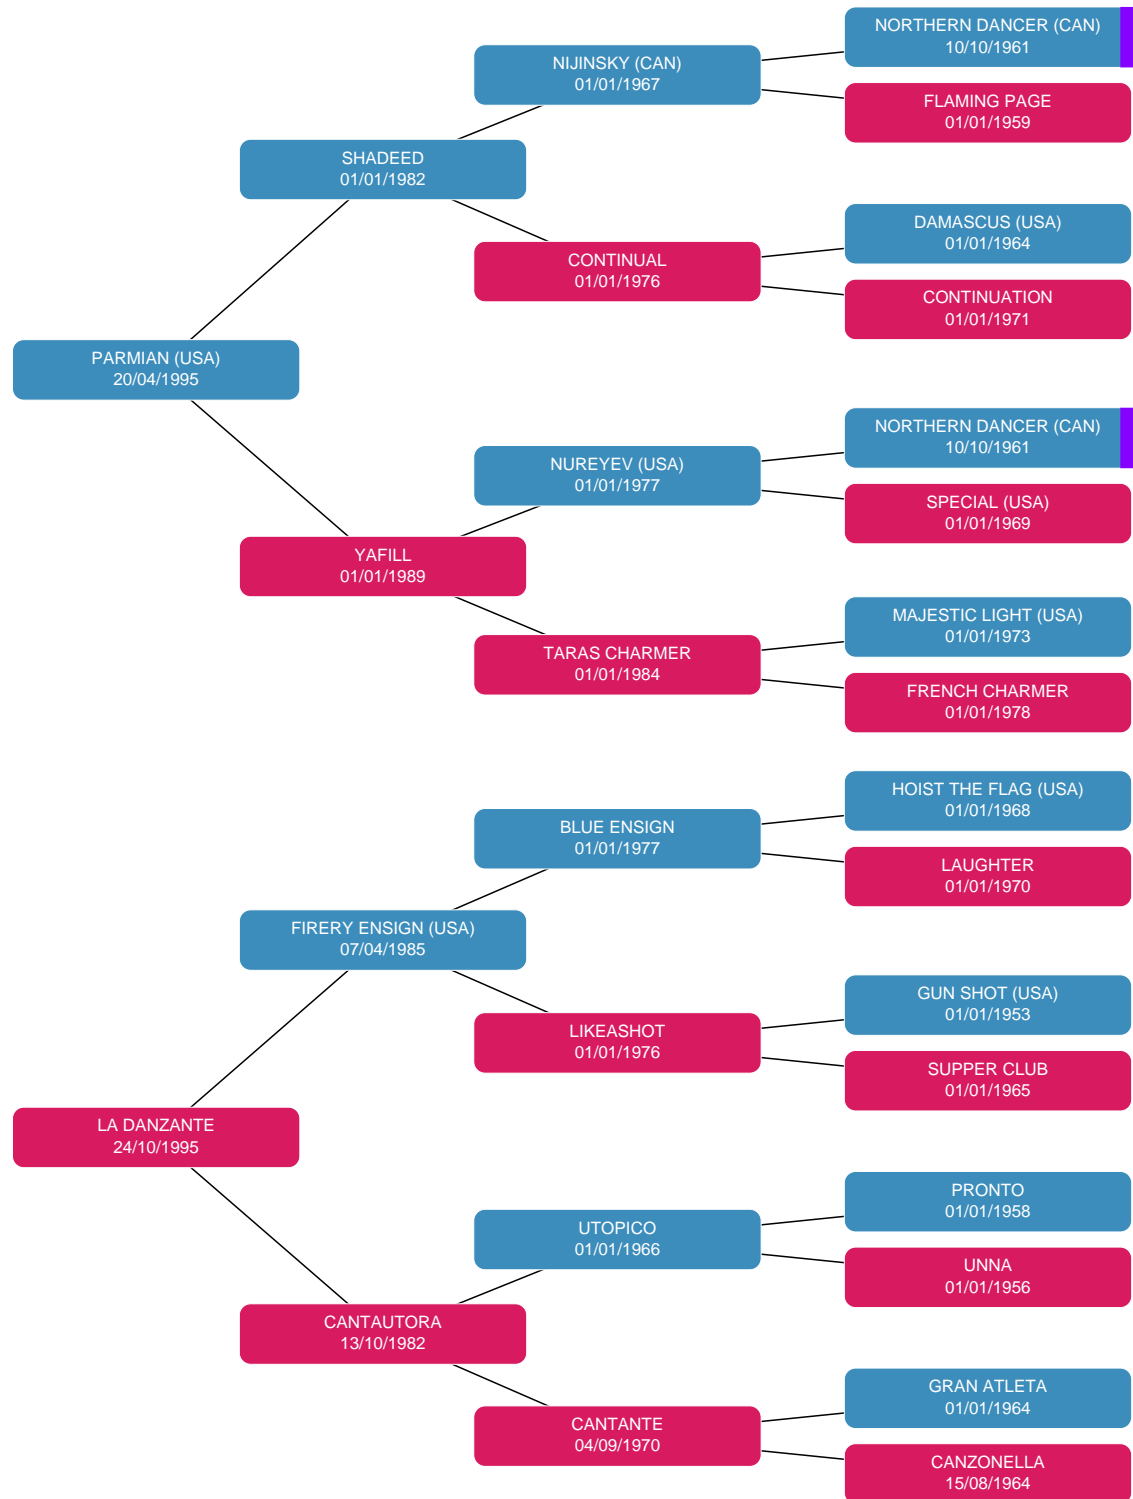 NORTHERN DANCER (CAN)
10/10/1961
NIJINSKY (CAN)
01/01/1967
FLAMING PAGE
01/01/1959
SHADEED
01/01/1982
DAMASCUS (USA)
01/01/1964
CONTINUAL
01/01/1976
CONTINUATION
01/01/1971
PARMIAN (USA)
20/04/1995
NORTHERN DANCER (CAN)
10/10/1961
NUREYEV (USA)
01/01/1977
SPECIAL (USA)
01/01/1969
YAFILL
01/01/1989
MAJESTIC LIGHT (USA)
01/01/1973
TARAS CHARMER
01/01/1984
FRENCH CHARMER
01/01/1978
HOIST THE FLAG (USA)
01/01/1968
BLUE ENSIGN
01/01/1977
LAUGHTER
01/01/1970
FIRERY ENSIGN (USA)
07/04/1985
GUN SHOT (USA)
01/01/1953
LIKEASHOT
01/01/1976
SUPPER CLUB
01/01/1965
LA DANZANTE
24/10/1995
PRONTO
01/01/1958
UTOPICO
01/01/1966
UNNA
01/01/1956
CANTAUTORA
13/10/1982
GRAN ATLETA
01/01/1964
CANTANTE
04/09/1970
CANZONELLA
15/08/1964